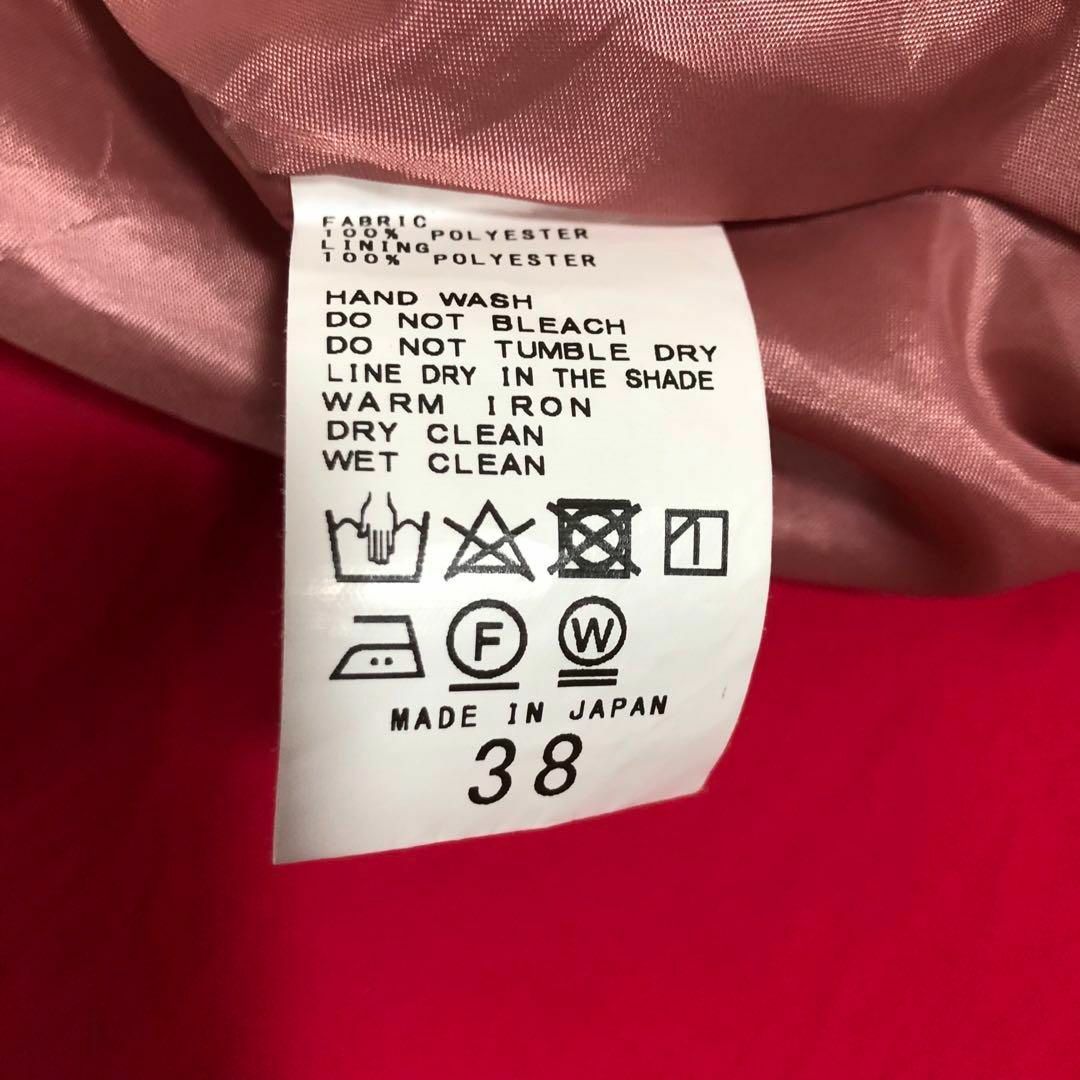 FABRIC
100% POLYESTER
LINING
100% POLYESTER
HAND WASH
DO NOT BLEACH
DO NOT TUMBLE DRY
LINE DRY IN THE SHADE
WARM IRON
DRY CLEAN
WET CLEAN
F W
MADE IN JAPAN
38